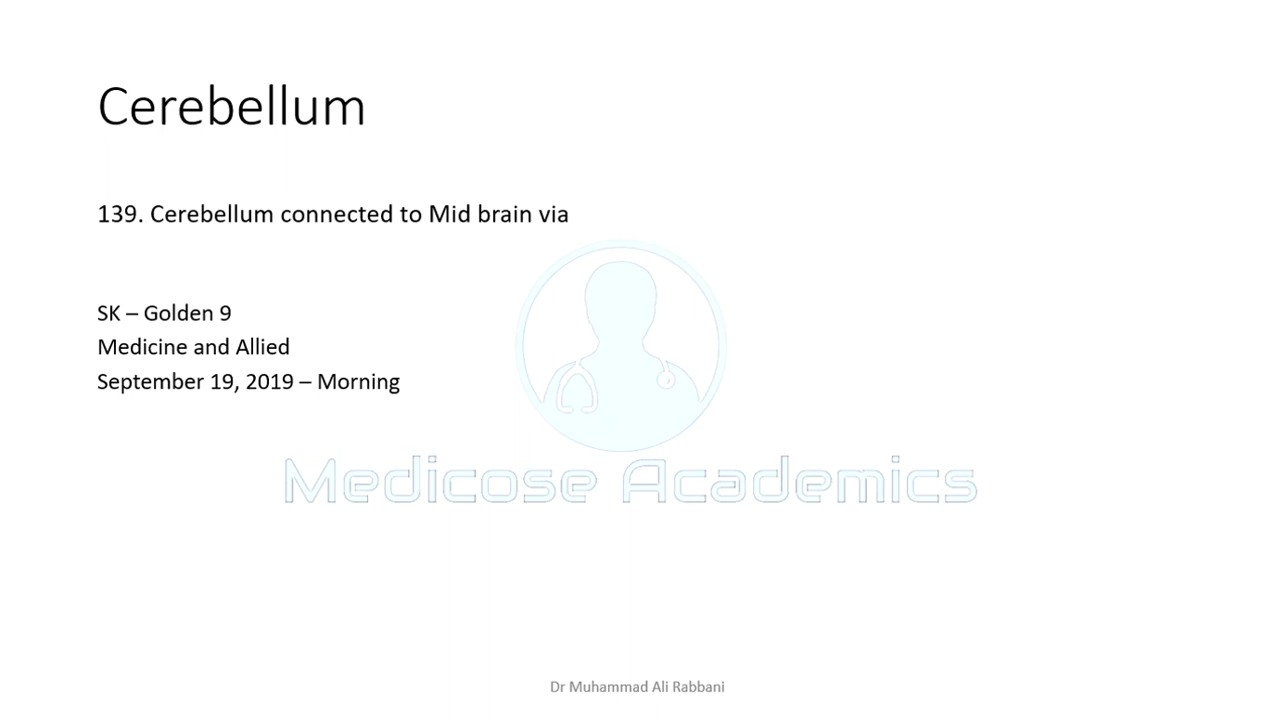 Cerebellum
139. Cerebellum connected to Mid brain via
SK – Golden 9
Medicine and Allied
September 19, 2019 – Morning
Medicose Academics
Dr Muhammad Ali Rabbani